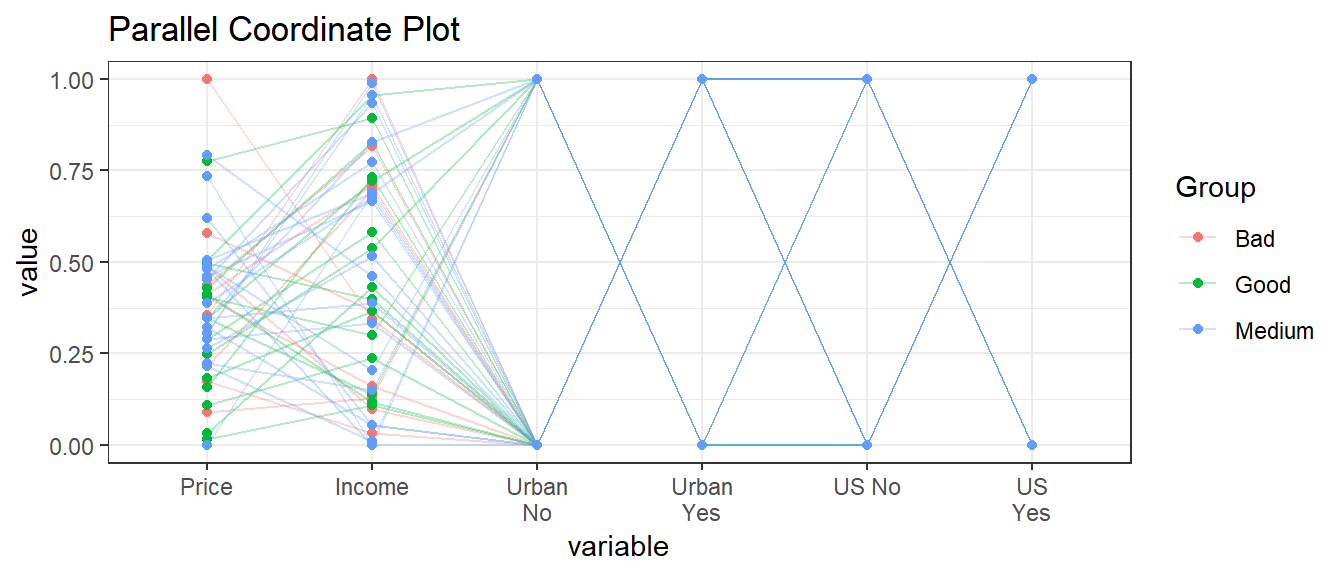 Parallel Coordinate Plot
value
1.00
0.75
0.50
0.25
0.00
Price
Income
Urban
No
Urban
Yes
US No
US
Yes
variable
Group
Bad
Good
Medium